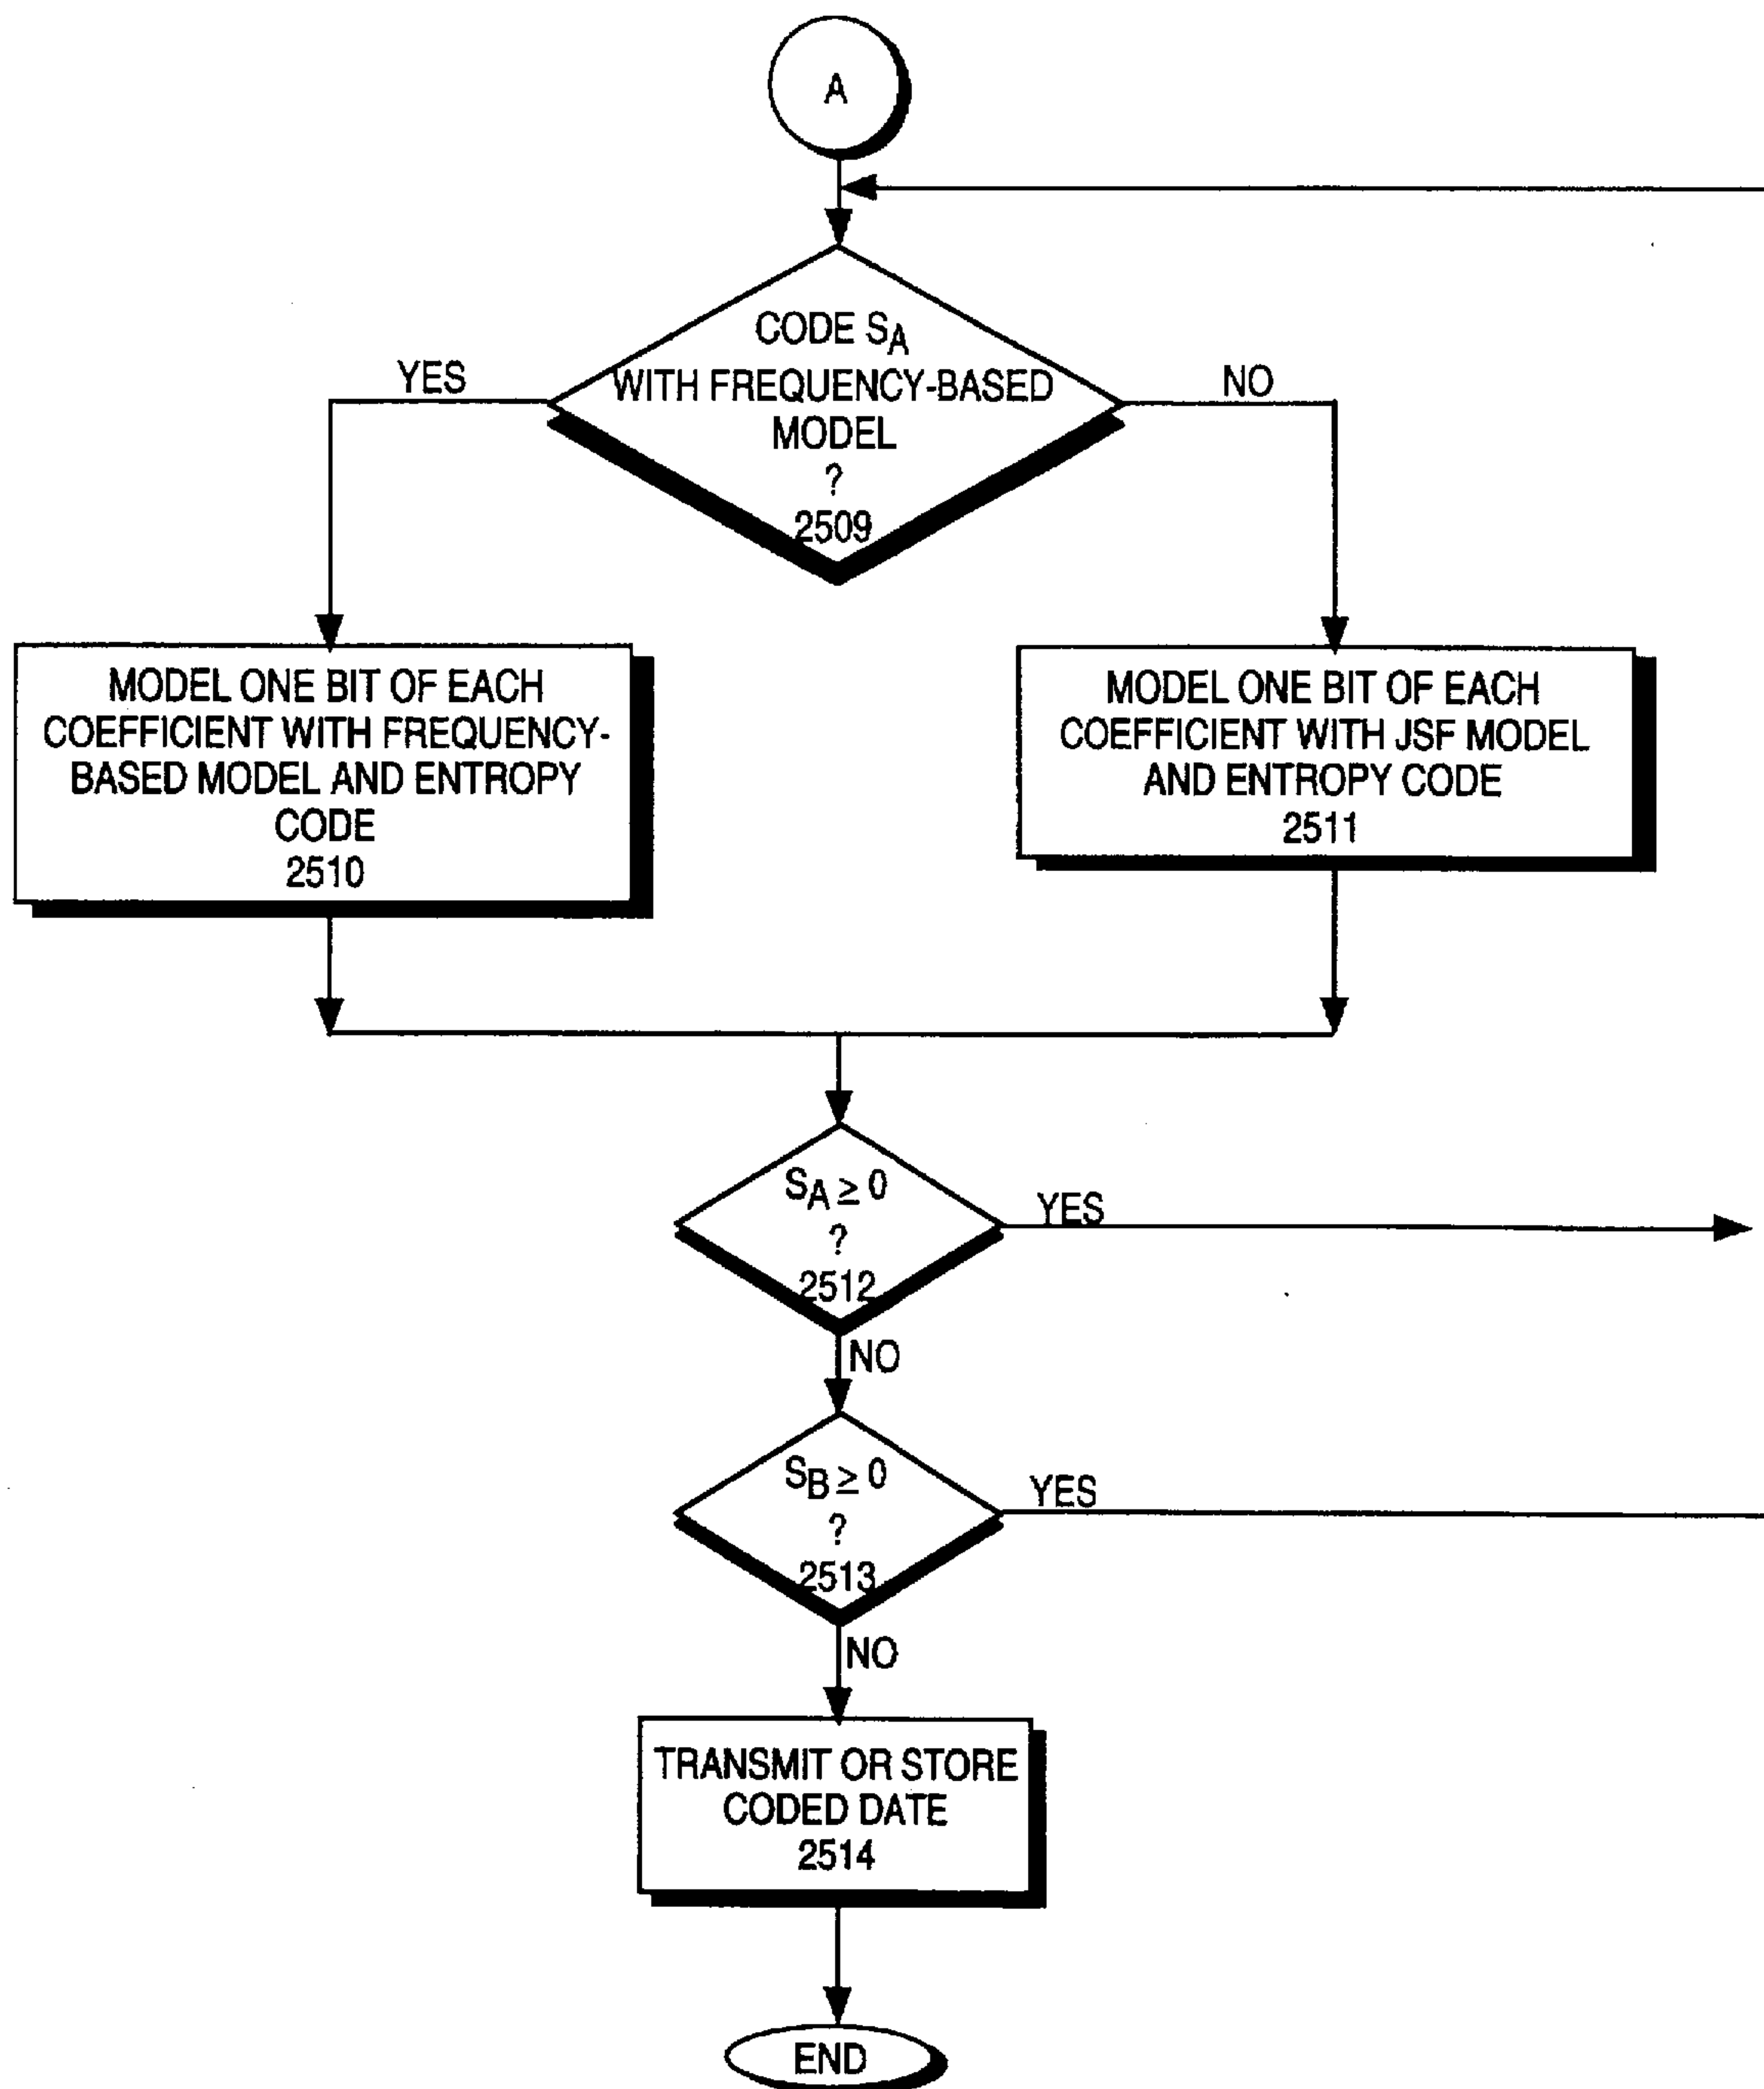 A
CODE SA
WITH FREQUENCY-BASED
MODEL
?
2509
YES
NO
MODEL ONE BIT OF EACH
COEFFICIENT WITH FREQUENCY-
BASED MODEL AND ENTROPY
CODE
2510
MODEL ONE BIT OF EACH
COEFFICIENT WITH JSF MODEL
AND ENTROPY CODE
2511
SA ≥ 0
?
2512
YES
NO
SB ≥ 0
?
2513
YES
NO
TRANSMIT OR STORE
CODED DATE
2514
END